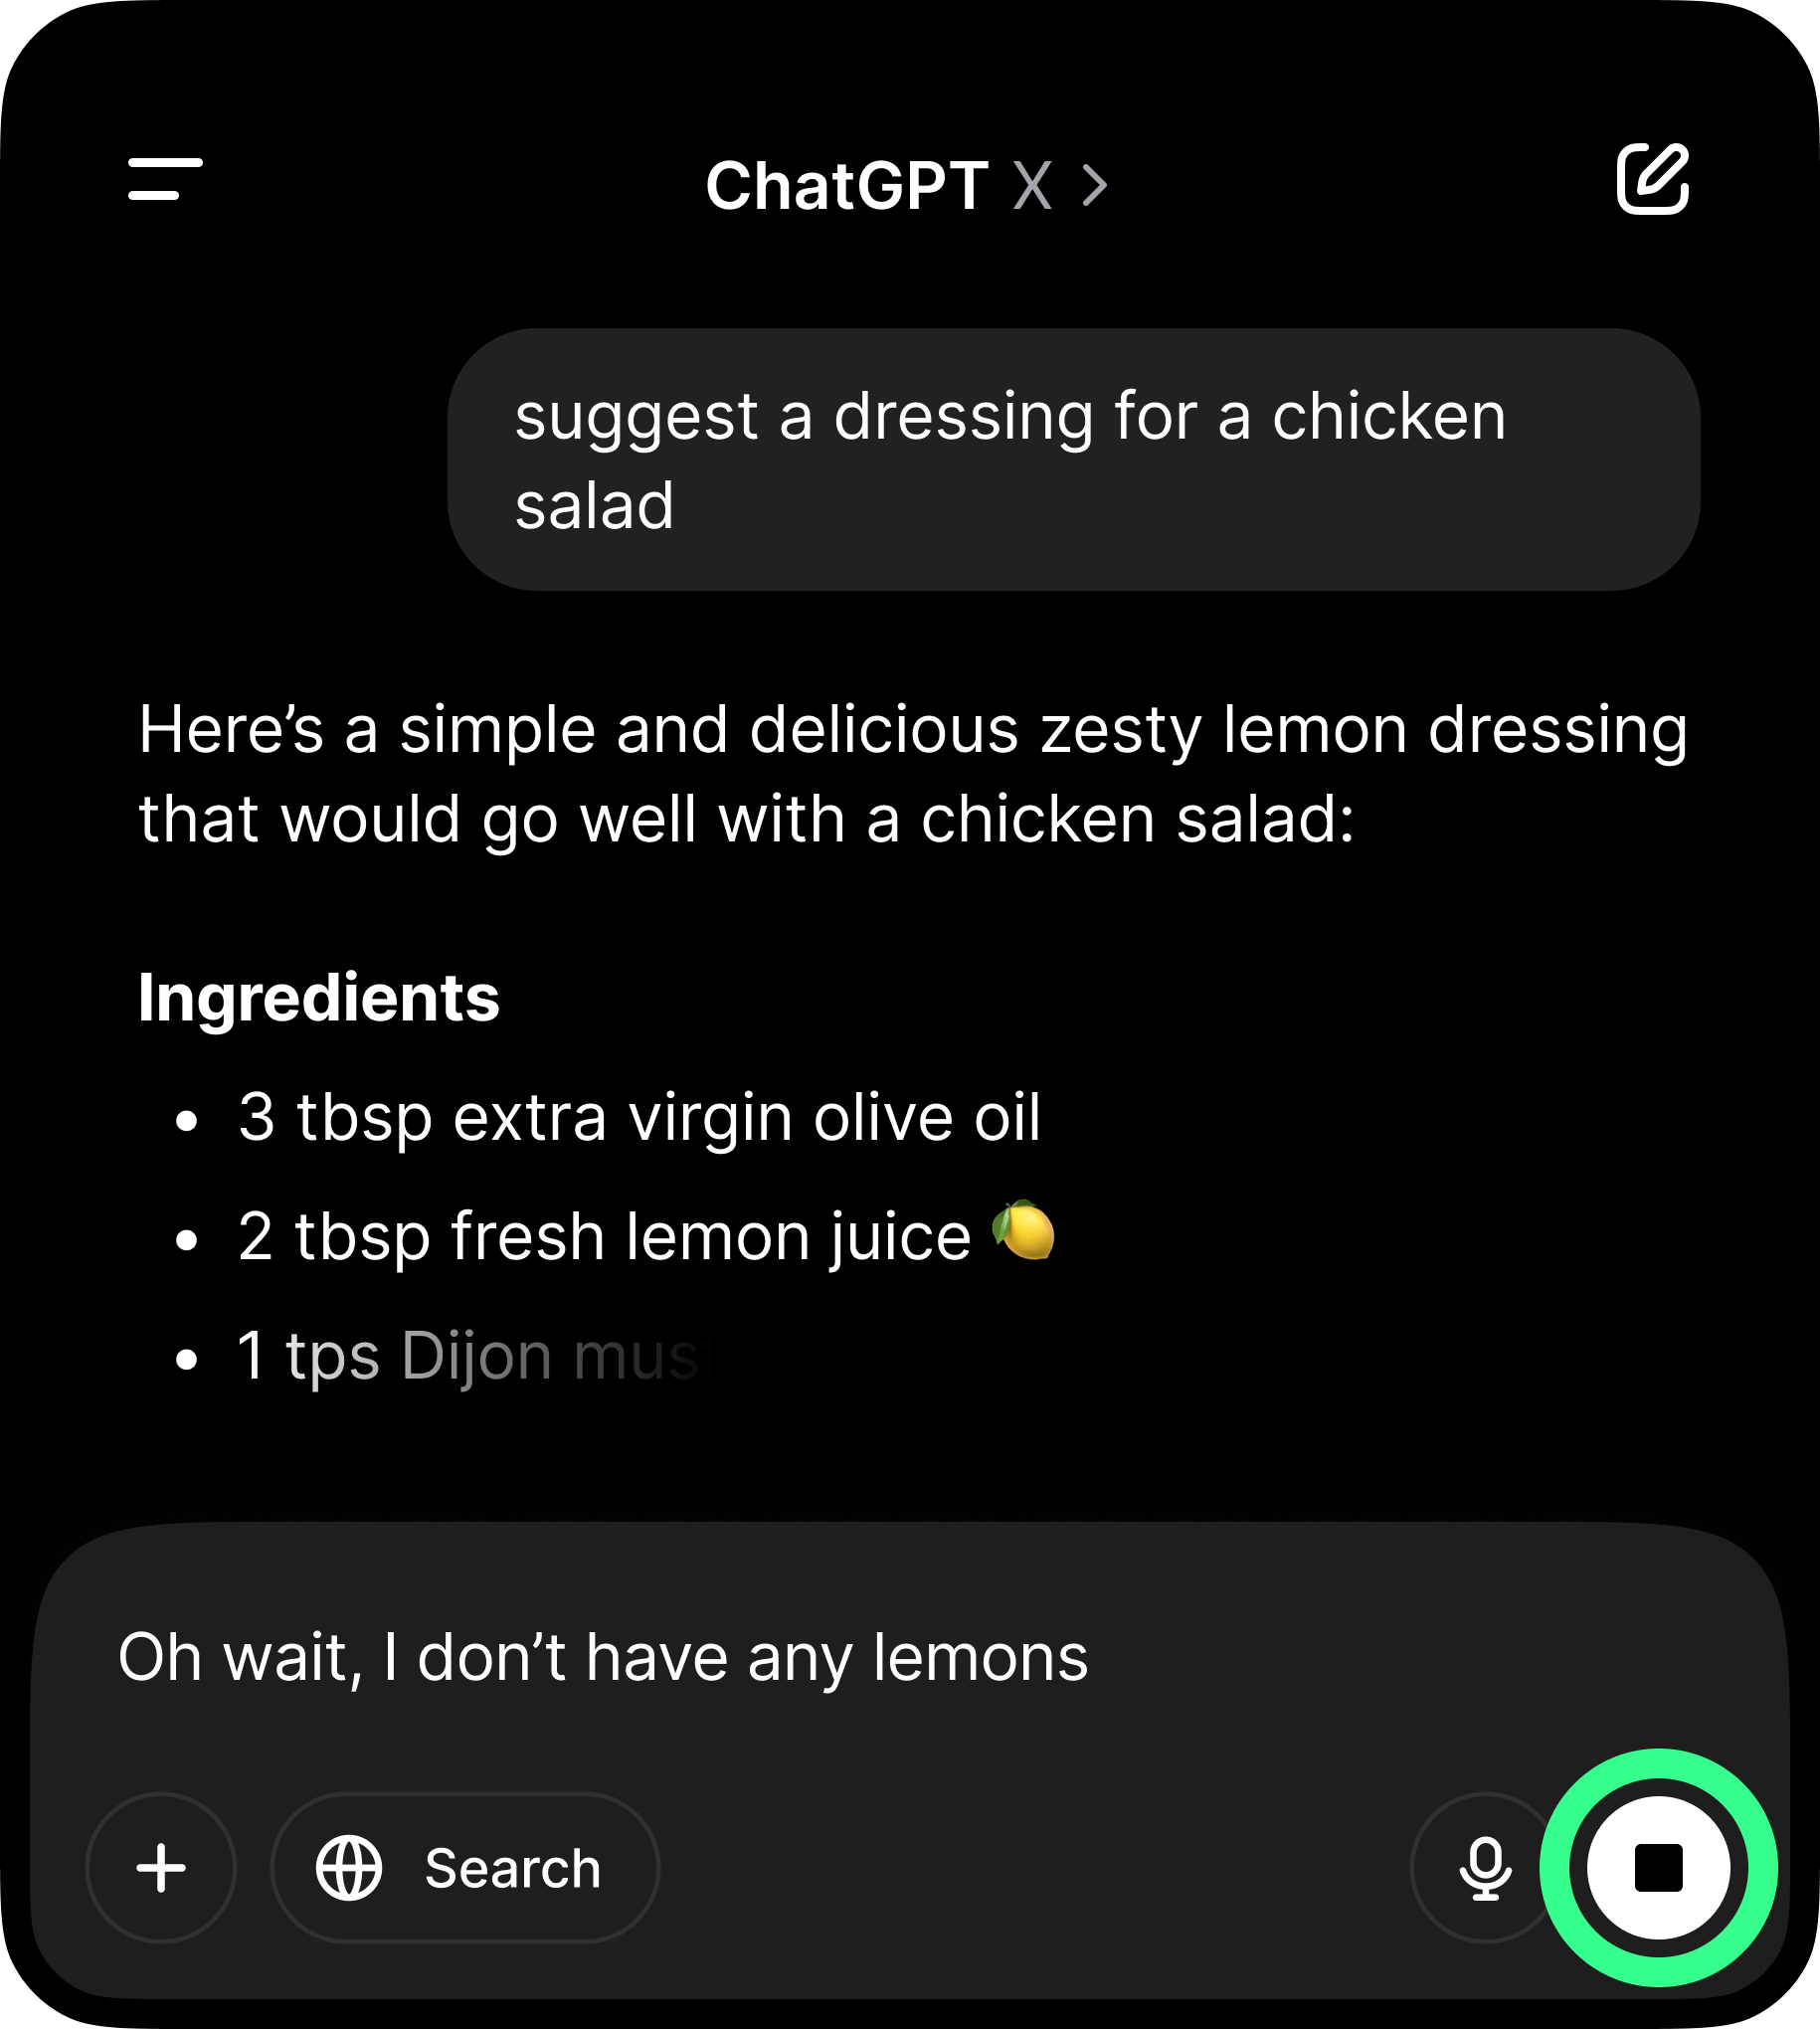 ChatGPT X >
suggest a dressing for a chicken
salad
Here’s a simple and delicious zesty lemon dressing
that would go well with a chicken salad:
Ingredients
• 3 tbsp extra virgin olive oil
• 2 tbsp fresh lemon juice 🍋
• 1 tps Dijon must
Oh wait, I don’t have any lemons
Search